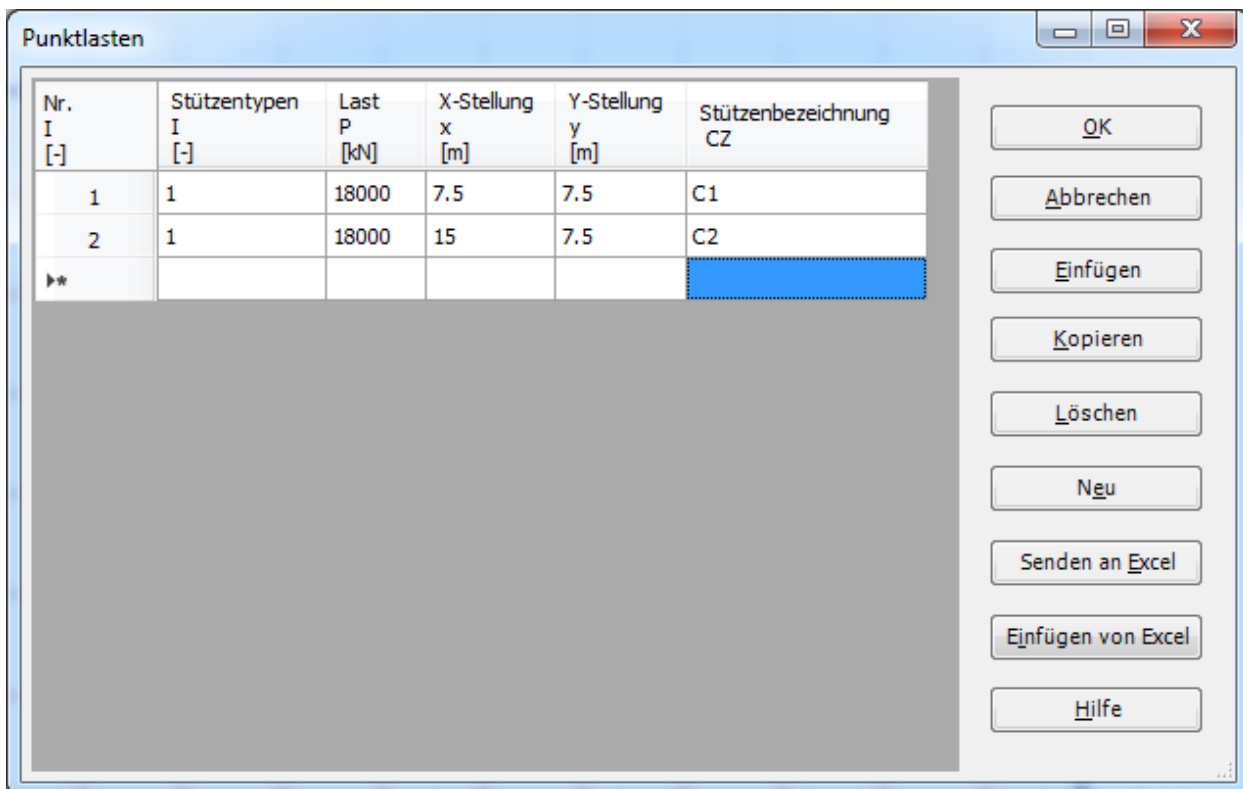 Punktlasten
Nr. Stützentypen Last X-Stellung Y-Stellung Stützenbezeichnung
I I P x y CZ
[-] [-] [kN] [m] [m]
1 1 18000 7.5 7.5 C1
2 1 18000 15 7.5 C2
OK
Abbrechen
Einfügen
Kopieren
Löschen
Neu
Senden an Excel
Einfügen von Excel
Hilfe